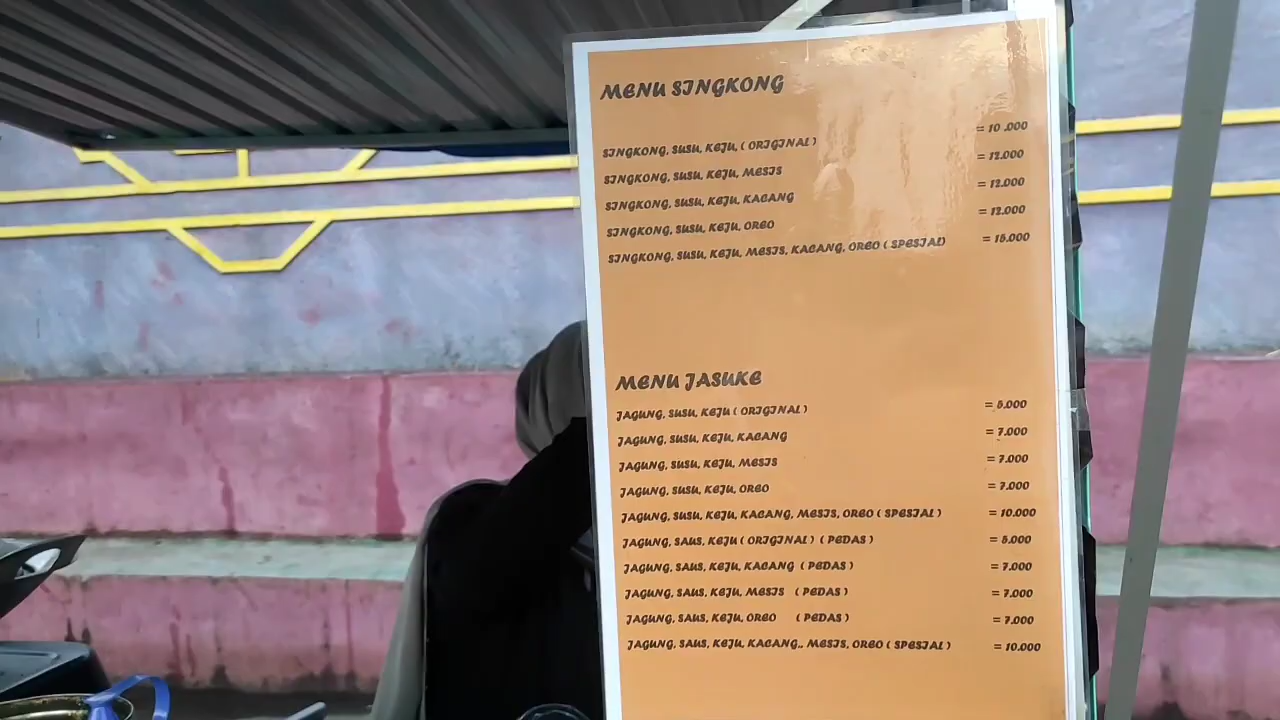 MENU SINGKONG
SINGKONG, SUSU, KEJU, ( ORIGINAL ) = 10 .000
SINGKONG, SUSU, KEJU, MESIS = 12.000
SINGKONG, SUSU, KEJU, KACANG = 12.000
SINGKONG, SUSU, KEJU, OREO = 12.000
SINGKONG, SUSU, KEJU, MESIS, KACANG, OREO ( SPESIAL) = 15.000
MENU JASUKE
JAGUNG, SUSU, KEJU ( ORIGINAL ) = 5.000
JAGUNG, SUSU, KEJU, KACANG = 7.000
JAGUNG, SUSU, KEJU, MESIS = 7.000
JAGUNG, SUSU, KEJU, OREO = 7.000
JAGUNG, SUSU, KEJU, KACANG, MESIS, OREO ( SPESIAL ) = 10.000
JAGUNG, SAUS, KEJU ( ORIGINAL ) ( PEDAS ) = 5.000
JAGUNG, SAUS, KEJU, KACANG ( PEDAS ) = 7.000
JAGUNG, SAUS, KEJU, MESIS ( PEDAS ) = 7.000
JAGUNG, SAUS, KEJU, OREO ( PEDAS ) = 7.000
JAGUNG, SAUS, KEJU, KACANG,, MESIS, OREO ( SPESIAL ) = 10.000